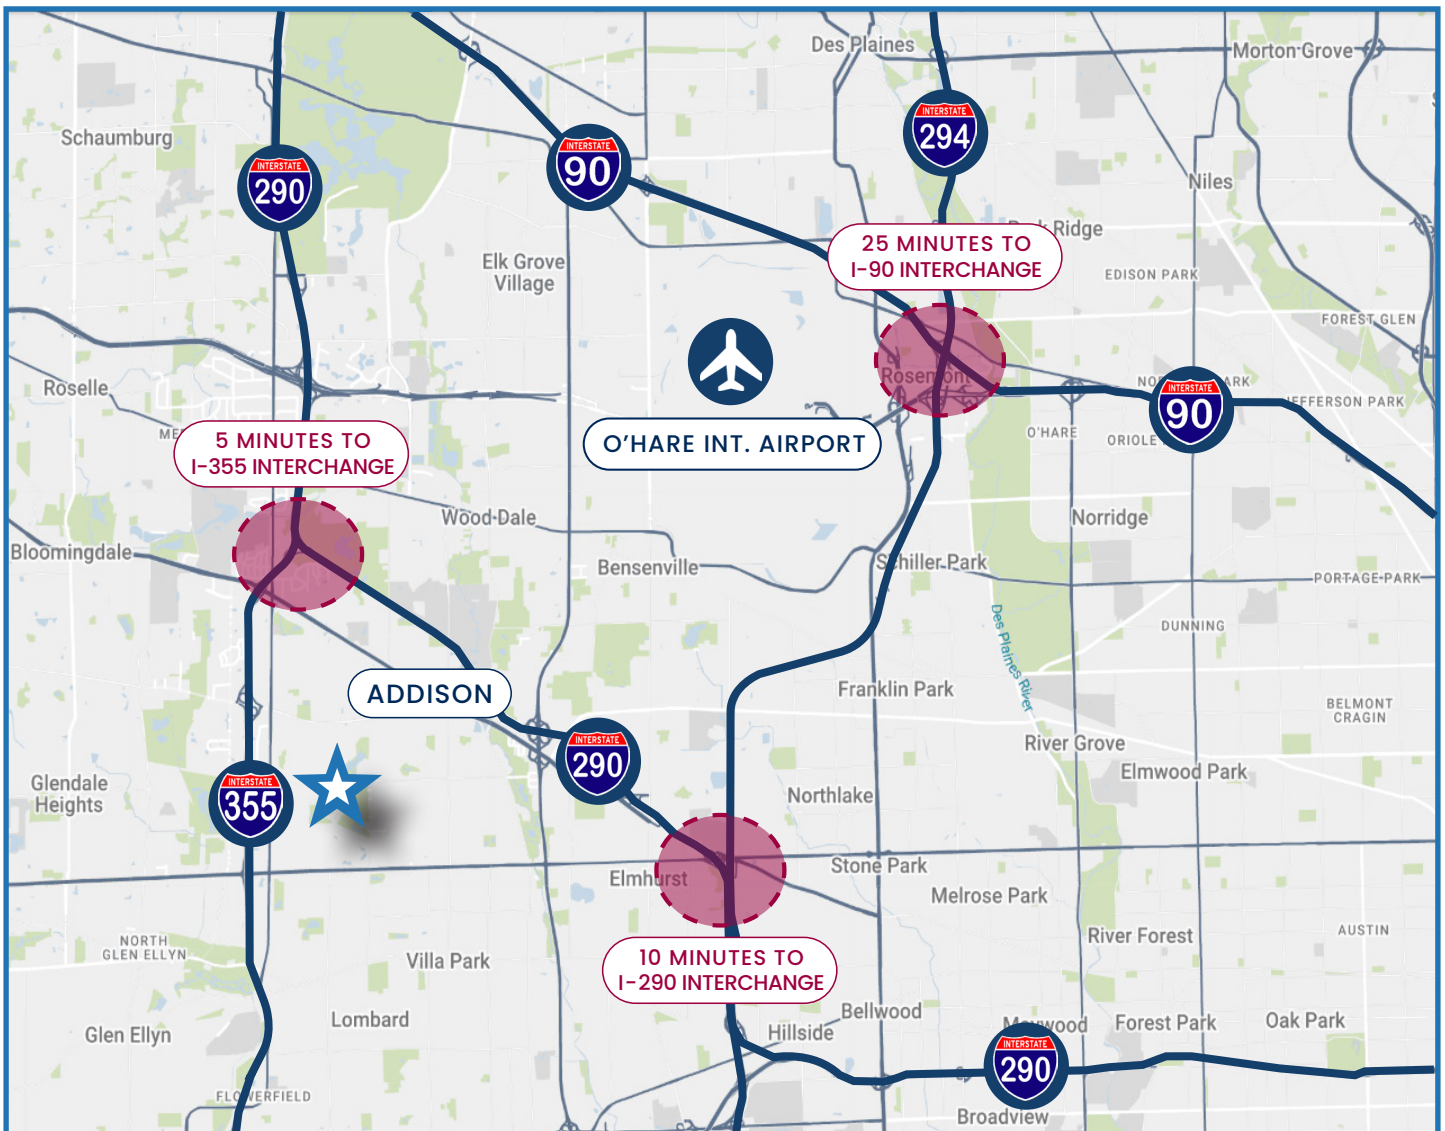 Des Plaines
Morton Grove
INTERSTATE
294
Schaumburg
INTERSTATE
90
INTERSTATE
290
Niles
Ridge
25 MINUTES TO
I-90 INTERCHANGE
Elk Grove
Village
EDISON PARK
FOREST GLEN
Rosemont
Roselle
INTERSTATE
90
JEFFERSON PARK
O'HARE
ORIOLE
O'HARE INT. AIRPORT
5 MINUTES TO
I-355 INTERCHANGE
Wood Dale
Norridge
Bloomingdale
Bensenville
Schiller Park
PORTAGE PARK
DUNNING
Des Plaines River
ADDISON
Franklin Park
BELMONT
CRAGIN
River Grove
INTERSTATE
290
Elmwood Park
Glendale
Heights
INTERSTATE
355
Northlake
Stone Park
Elmhurst
Melrose Park
NORTH
GLEN ELLYN
Villa Park
River Forest
AUSTIN
10 MINUTES TO
I-290 INTERCHANGE
Bellwood
Glen Ellyn
Lombard
Hillside
Maywood
Forest Park
Oak Park
INTERSTATE
290
FLOWERFIELD
Broadview